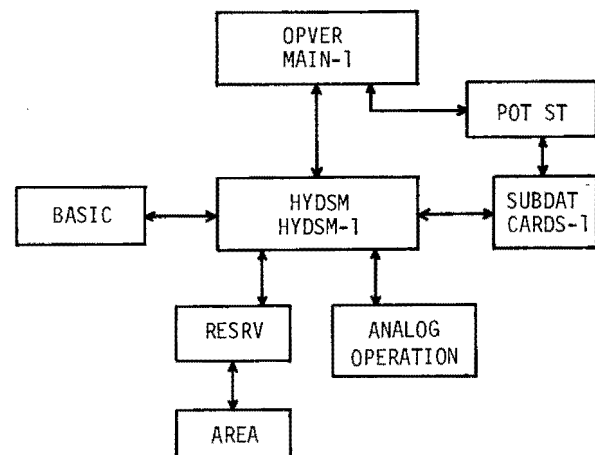 OPVER
MAIN-1
POT ST
BASIC
HYDSM
HYDSM-1
SUBDAT
CARDS-1
RESRV
ANALOG
OPERATION
AREA